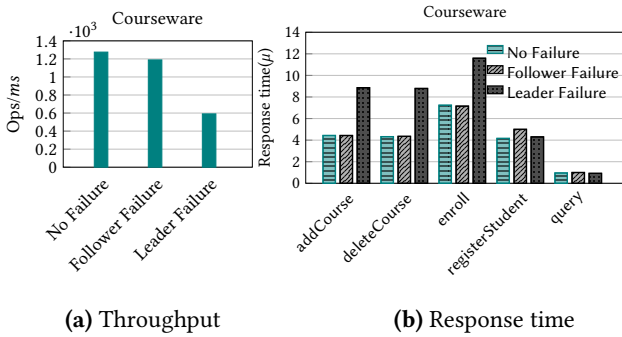 Courseware
·10³
1.4
1.2
1
0.8
0.6
0.4
0.2
0
Ops/ms
No Failure
Follower Failure
Leader Failure
(a) Throughput
Courseware
14
12
10
8
6
4
2
0
Response time(μ)
No Failure
Follower Failure
Leader Failure
addCourse
deleteCourse
enroll
registerStudent
query
(b) Response time